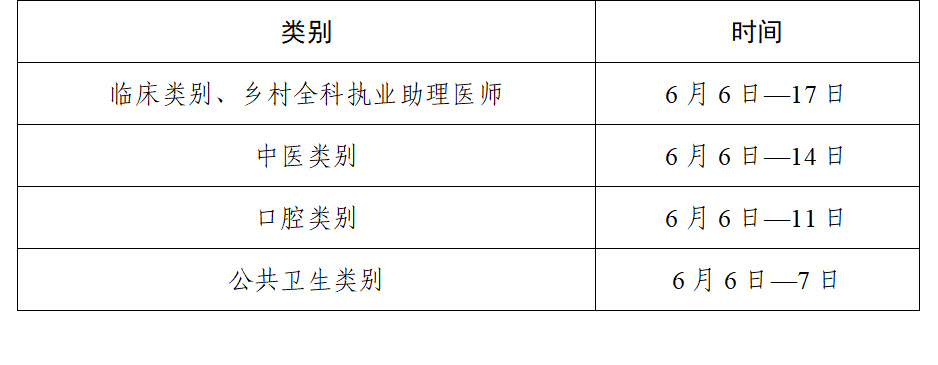 类别 时间
临床类别、乡村全科执业助理医师 6月6日—17日
中医类别 6月6日—14日
口腔类别 6月6日—11日
公共卫生类别 6月6日—7日